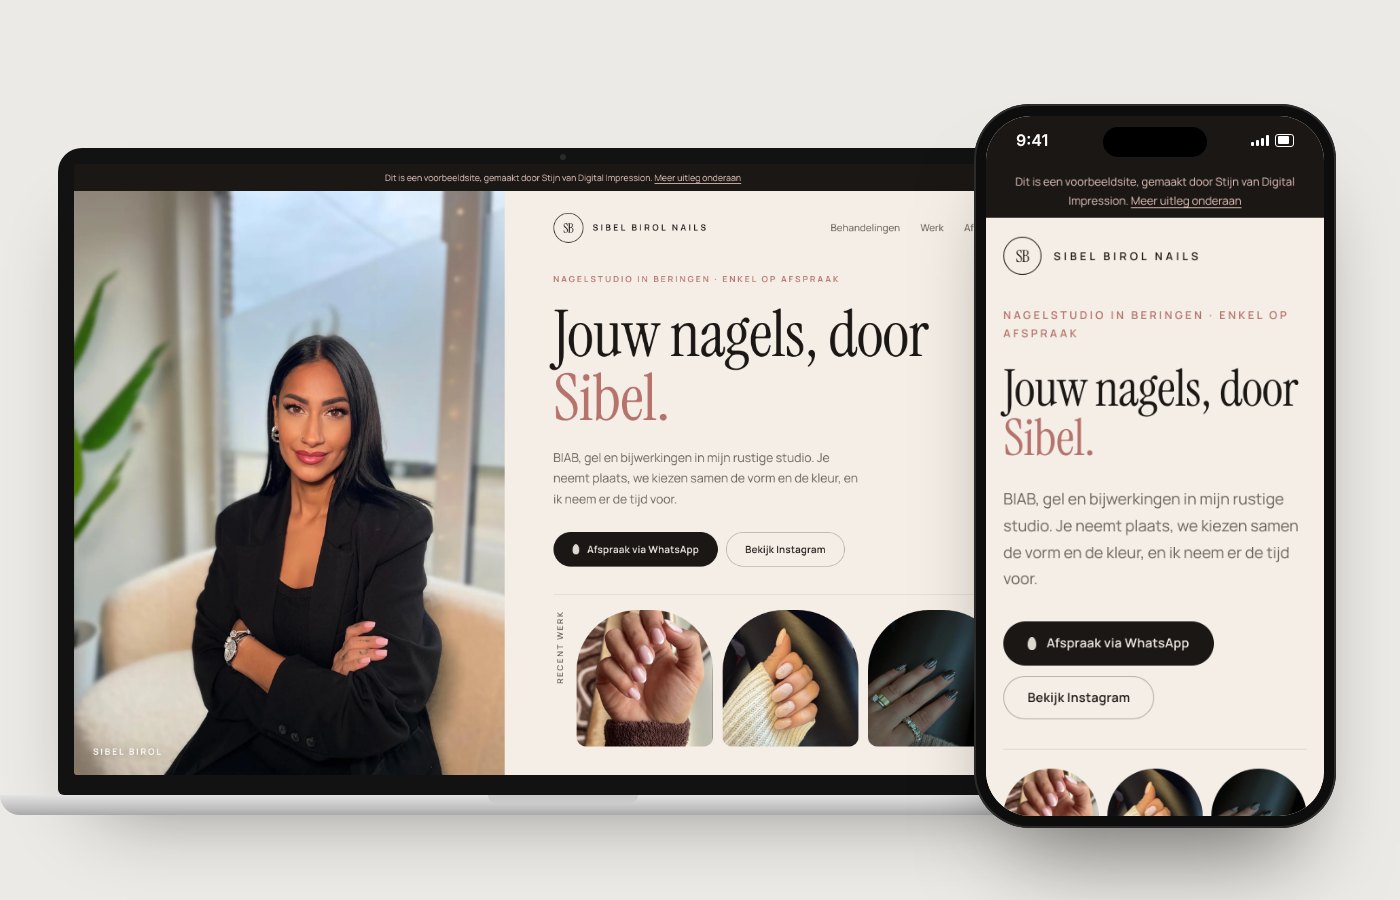 Dit is een voorbeeldsite, gemaakt door Stijn van Digital Impression. Meer uitleg onderaan
SB SIBEL BIROL NAILS
Behandelingen Werk
NAGELSTUDIO IN BERINGEN · ENKEL OP AFSPRAAK
Jouw nagels, door
Sibel.
BIAB, gel en bijwerkingen in mijn rustige studio. Je
neemt plaats, we kiezen samen de vorm en de kleur, en
ik neem er de tijd voor.
Afspraak via WhatsApp
Bekijk Instagram
RECENT WERK
SIBEL BIROL
9:41
Dit is een voorbeeldsite, gemaakt door Stijn van Digital
Impression. Meer uitleg onderaan
SB SIBEL BIROL NAILS
NAGELSTUDIO IN BERINGEN · ENKEL OP
AFSPRAAK
Jouw nagels, door
Sibel.
BIAB, gel en bijwerkingen in mijn rustige
studio. Je neemt plaats, we kiezen samen
de vorm en de kleur, en ik neem er de tijd
voor.
Afspraak via WhatsApp
Bekijk Instagram